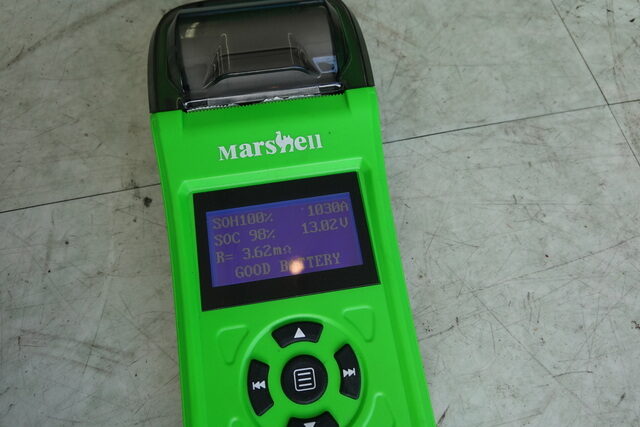 Marshell
SOH100% 1030A
SOC 98% 13.02V
R= 3.62mΩ
GOOD BATTERY